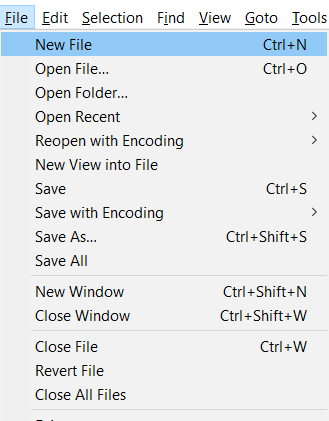 File Edit Selection Find View Goto Tools
New File Ctrl+N
Open File... Ctrl+O
Open Folder...
Open Recent
Reopen with Encoding
New View into File
Save Ctrl+S
Save with Encoding
Save As... Ctrl+Shift+S
Save All
New Window Ctrl+Shift+N
Close Window Ctrl+Shift+W
Close File Ctrl+W
Revert File
Close All Files